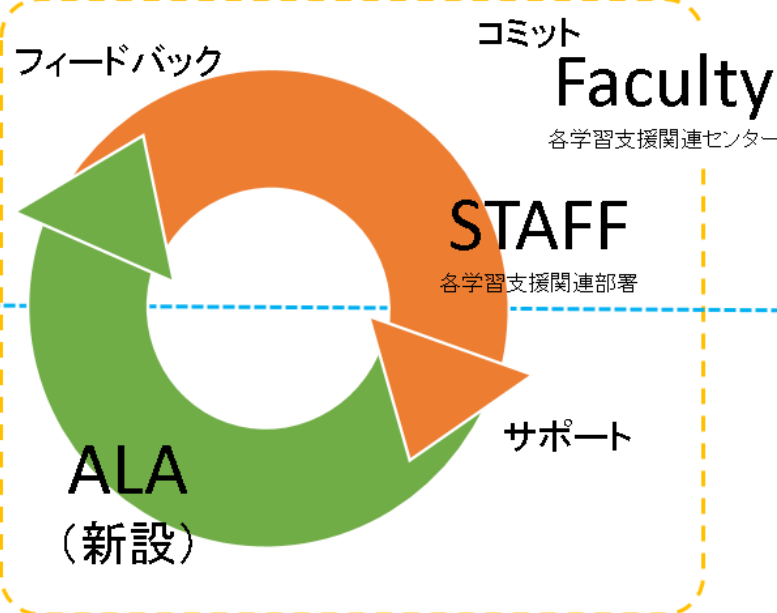 コミット
フィードバック
Faculty
各学習支援関連センター
STAFF
各学習支援関連部署
サポート
ALA
（新設）